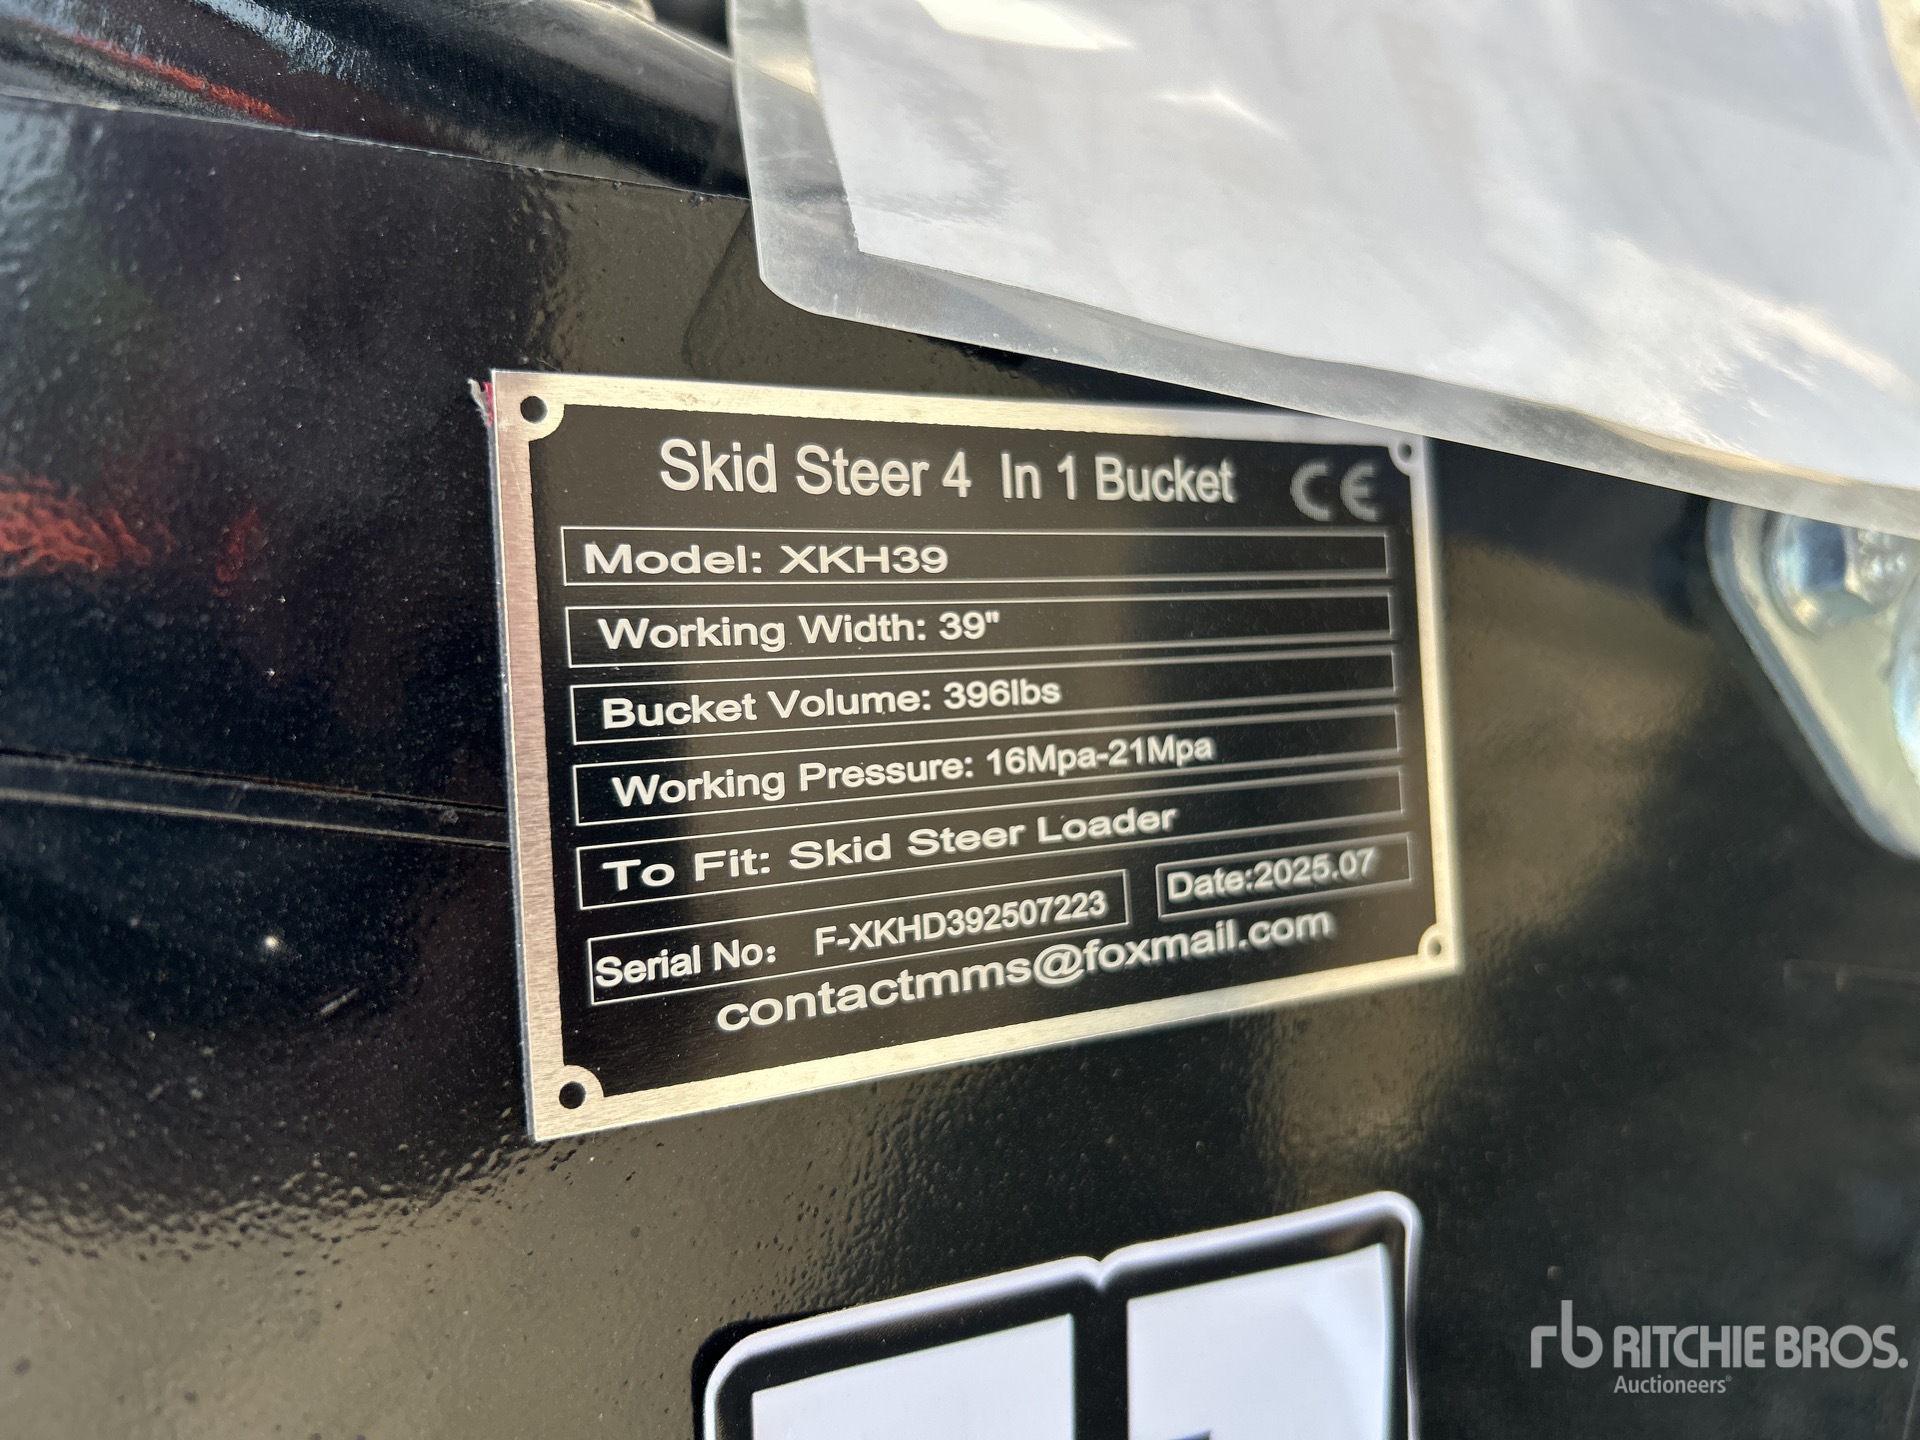 Skid Steer 4 In 1 Bucket CE
Model: XKH39
Working Width: 39"
Bucket Volume: 396lbs
Working Pressure: 16Mpa-21Mpa
To Fit: Skid Steer Loader
Serial No: F-XKHD392507223 Date:2025.07
contactmms@foxmail.com
rb RITCHIE BROS.
Auctioneers®